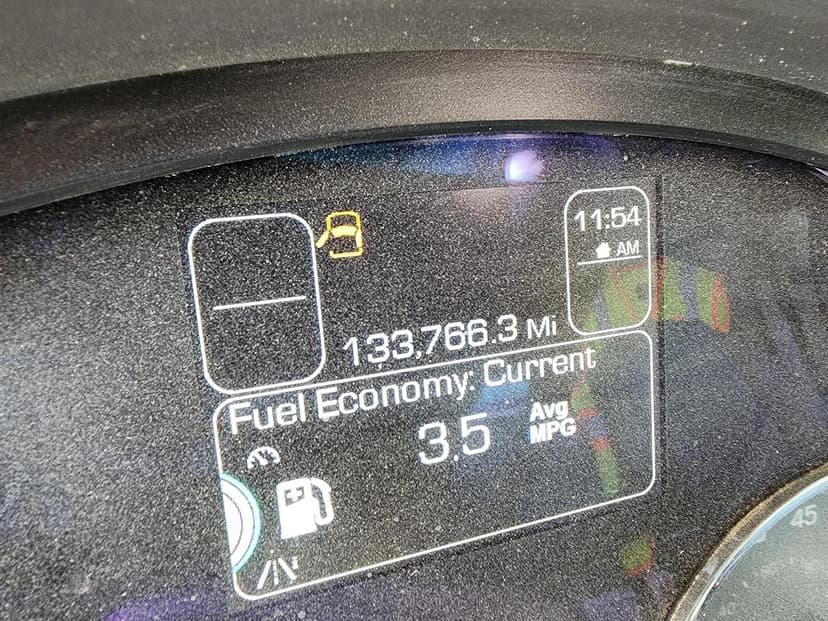 11:54
AM
133,766.3 Mi
Fuel Economy: Current
3.5 Avg
MPG
45